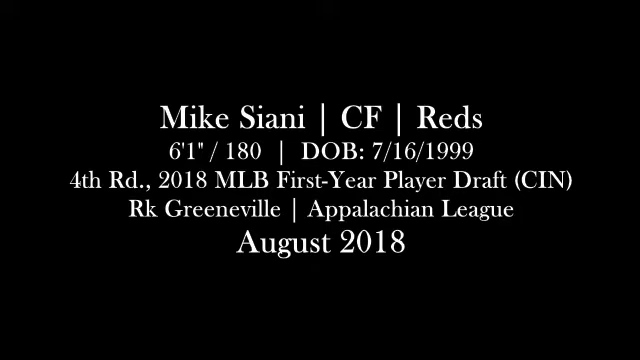 Mike Siani | CF | Reds
6'1" / 180 | DOB: 7/16/1999
4th Rd., 2018 MLB First-Year Player Draft (CIN)
Rk Greeneville | Appalachian League
August 2018